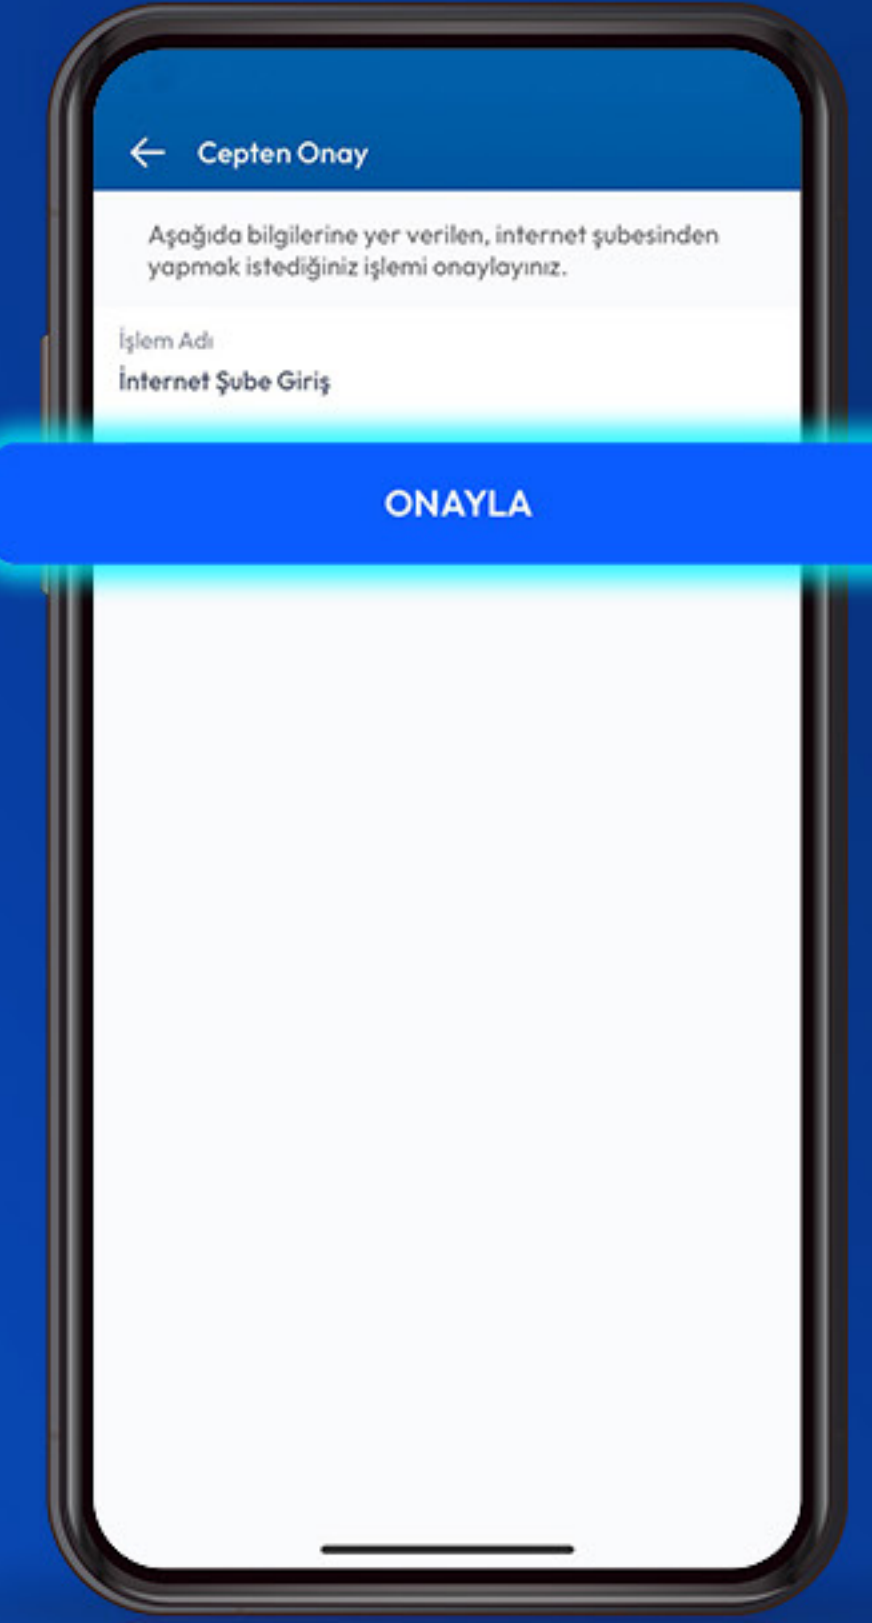 Cepten Onay
Aşağıda bilgilerine yer verilen, internet şubesinden
yapmak istediğiniz işlemi onaylayınız.
İşlem Adı
İnternet Şube Giriş
ONAYLA